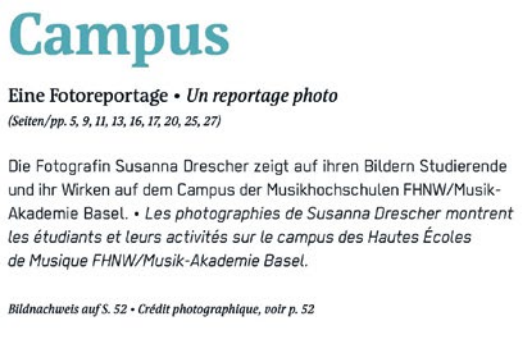 Campus
Eine Fotoreportage • Un reportage photo
(Seiten/pp. 5, 9, 11, 13, 16, 17, 20, 25, 27)
Die Fotografin Susanna Drescher zeigt auf ihren Bildern Studierende
und ihr Wirken auf dem Campus der Musikhochschulen FHNW/Musik-
Akademie Basel. • Les photographies de Susanna Drescher montrent
les étudiants et leurs activités sur le campus des Hautes Écoles
de Musique FHNW/Musik-Akademie Basel.
Bildnachweis auf S. 52 • Crédit photographique, voir p. 52